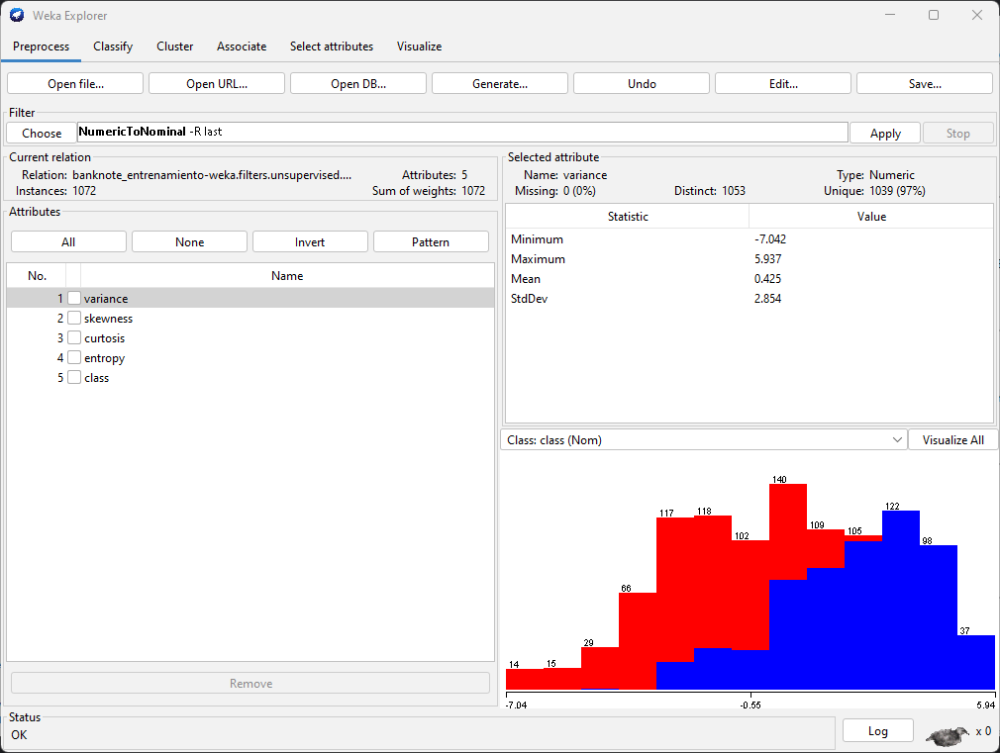 Weka Explorer
Preprocess Classify Cluster Associate Select attributes Visualize
Open file... Open URL... Open DB... Generate... Undo Edit... Save...
Filter
Choose NumericToNominal -R last Apply Stop
Current relation
Relation: banknote_entrenamiento-weka.filters.unsupervised.... Attributes: 5
Instances: 1072 Sum of weights: 1072
Attributes
All None Invert Pattern
No. Name
1 variance
2 skewness
3 curtosis
4 entropy
5 class
Remove
Selected attribute
Name: variance Type: Numeric
Missing: 0 (0%) Distinct: 1053 Unique: 1039 (97%)
Statistic Value
Minimum -7.042
Maximum 5.937
Mean 0.425
StdDev 2.854
Class: class (Nom) Visualize All
14 15 29 66 117 118 102 140 109 105 122 98 37
-7.04 -0.55 5.94
Status
OK
Log x 0